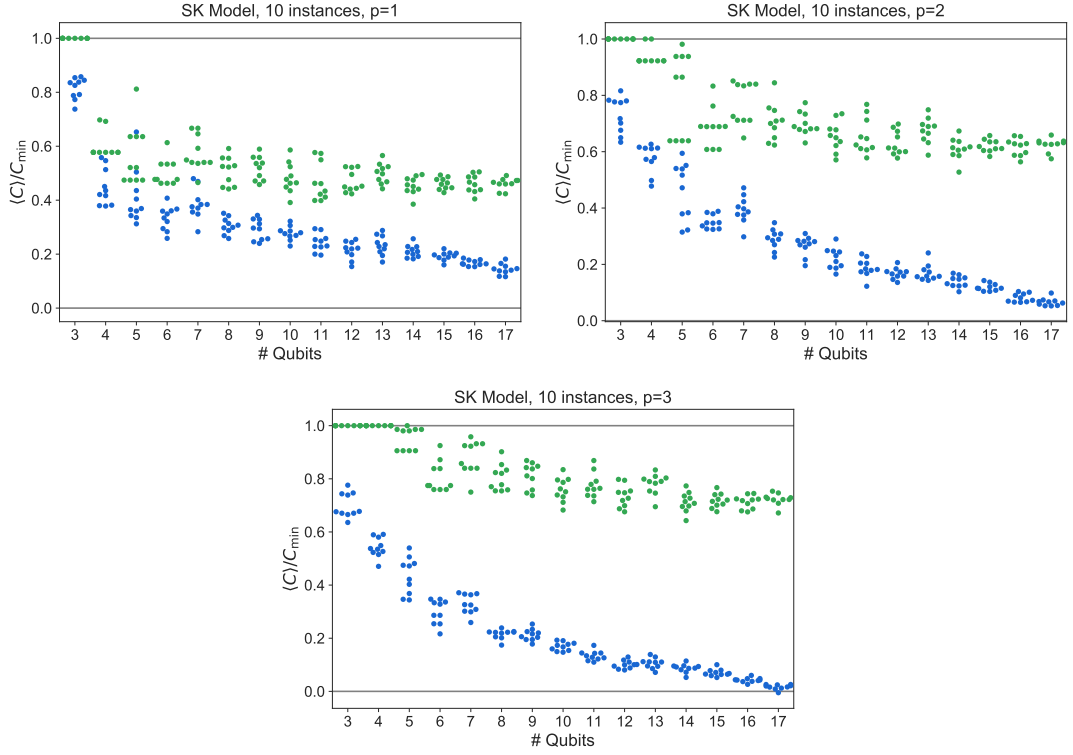 SK Model, 10 instances, p=1
⟨C⟩/C_min
1.0
0.8
0.6
0.4
0.2
0.0
3 4 5 6 7 8 9 10 11 12 13 14 15 16 17
# Qubits
SK Model, 10 instances, p=2
⟨C⟩/C_min
1.0
0.8
0.6
0.4
0.2
0.0
3 4 5 6 7 8 9 10 11 12 13 14 15 16 17
# Qubits
SK Model, 10 instances, p=3
⟨C⟩/C_min
1.0
0.8
0.6
0.4
0.2
0.0
3 4 5 6 7 8 9 10 11 12 13 14 15 16 17
# Qubits